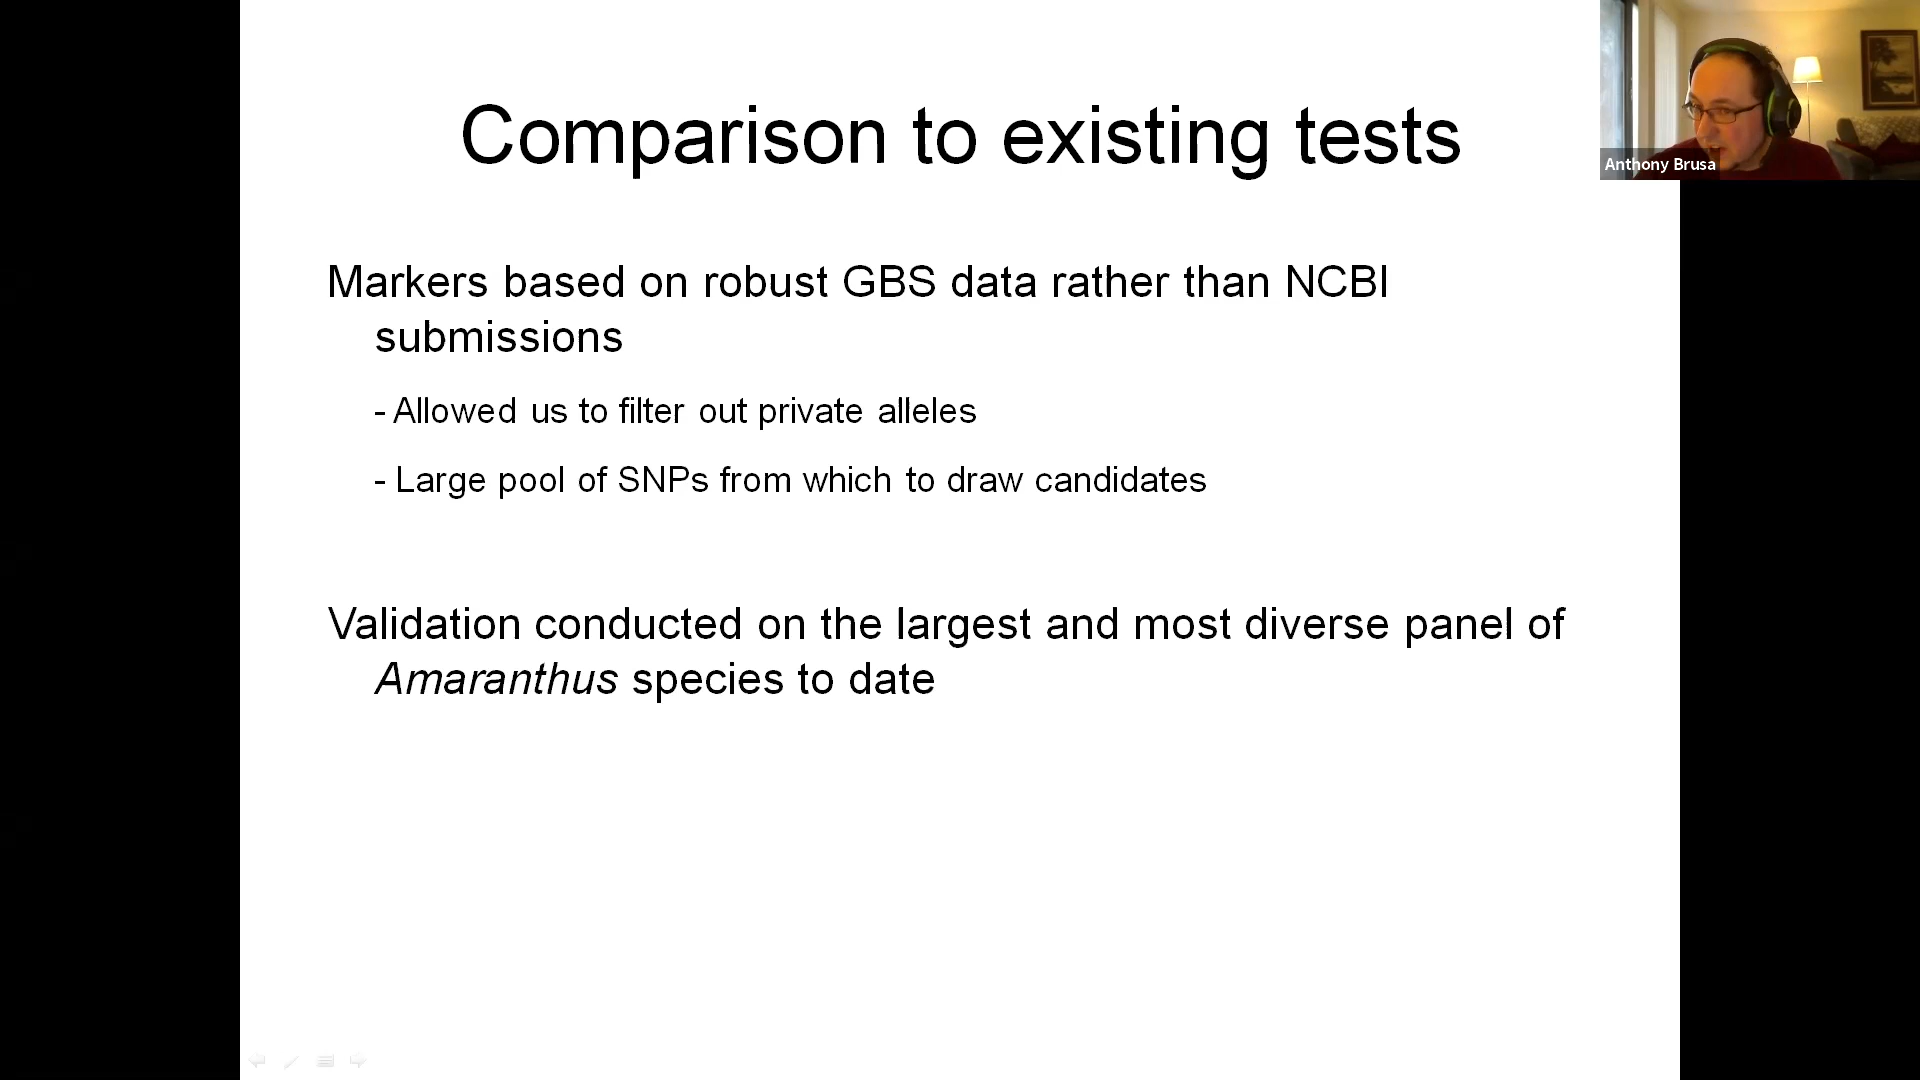 Comparison to existing tests
Anthony Brusa
Markers based on robust GBS data rather than NCBI
submissions
- Allowed us to filter out private alleles
- Large pool of SNPs from which to draw candidates
Validation conducted on the largest and most diverse panel of
Amaranthus species to date